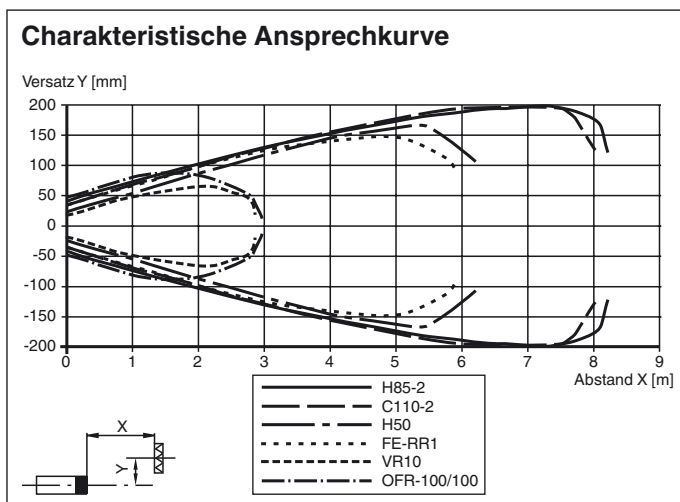 Charakteristische Ansprechkurve
Versatz Y [mm]
200
150
100
50
0
-50
-100
-150
-200
0 1 2 3 4 5 6 7 8 9
Abstand X [m]
H85-2
C110-2
H50
FE-RR1
VR10
OFR-100/100
X
Y